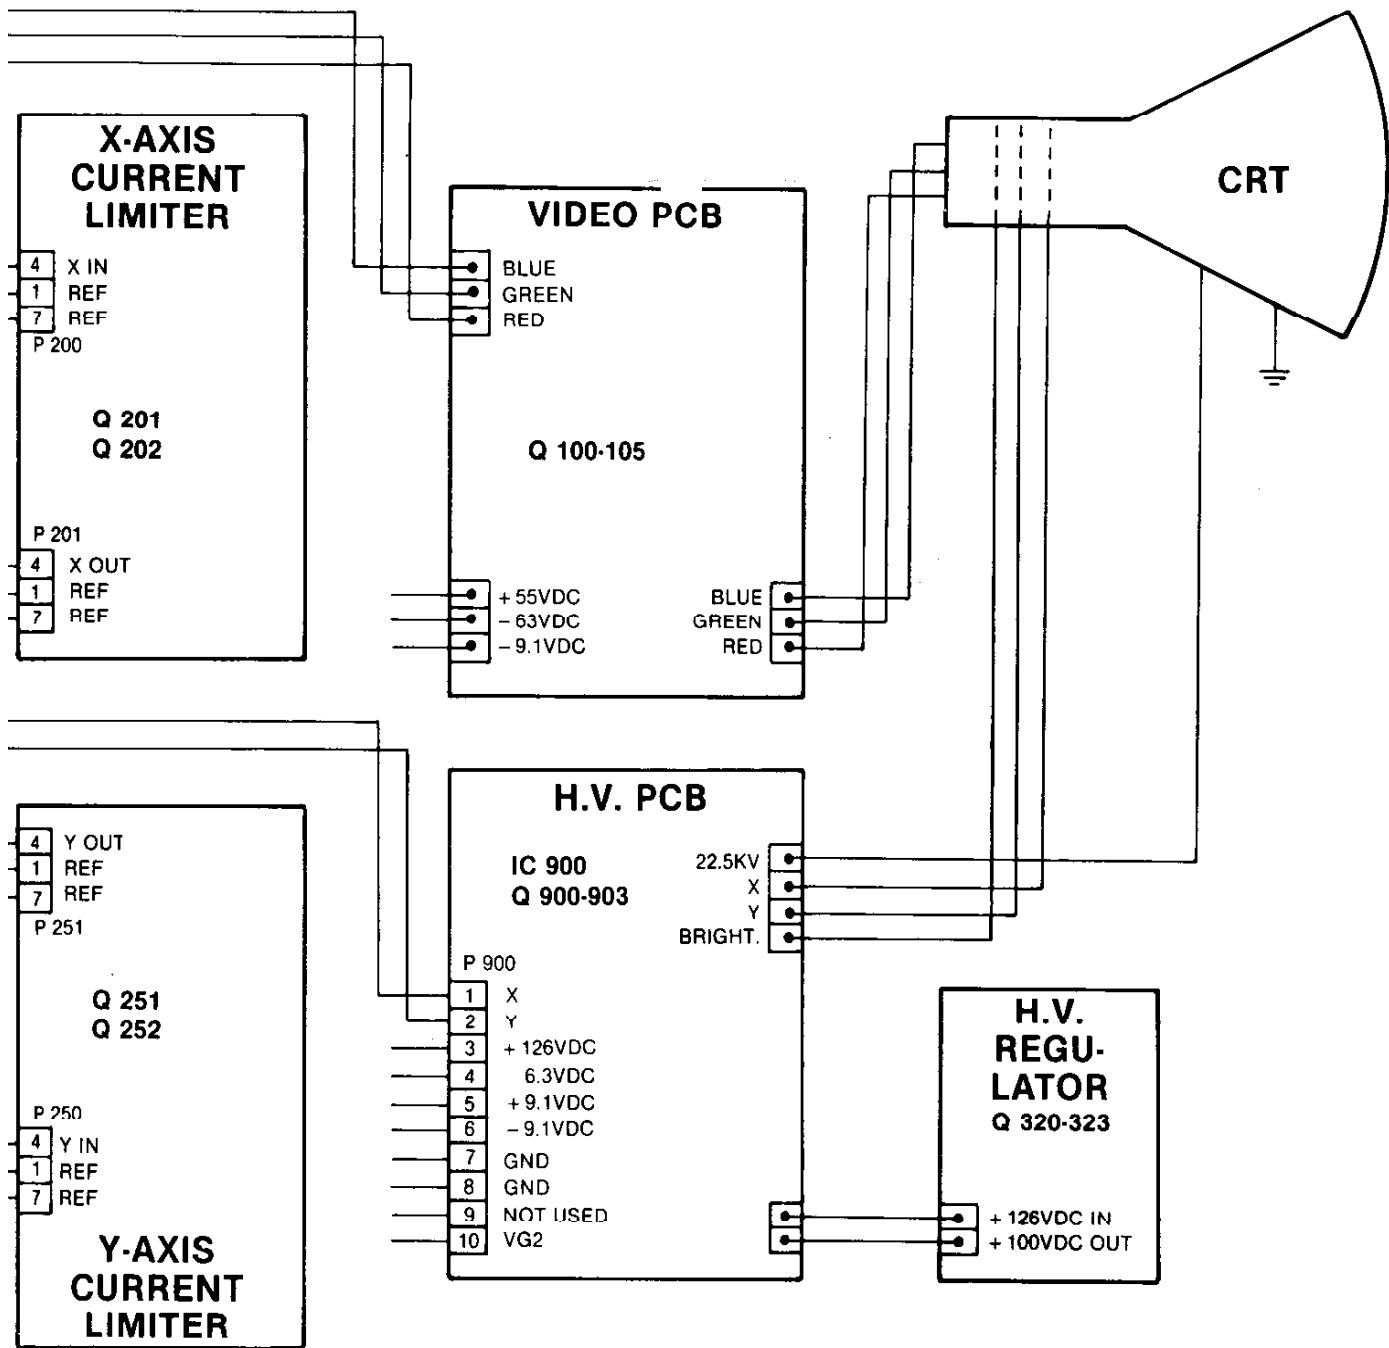 X-AXIS
CURRENT
LIMITER
4 X IN
1 REF
7 REF
P 200
Q 201
Q 202
P 201
4 X OUT
1 REF
7 REF
VIDEO PCB
BLUE
GREEN
RED
Q 100-105
+ 55VDC
- 63VDC
- 9.1VDC
BLUE
GREEN
RED
CRT
4 Y OUT
1 REF
7 REF
P 251
Q 251
Q 252
P 250
4 Y IN
1 REF
7 REF
Y-AXIS
CURRENT
LIMITER
H.V. PCB
IC 900
Q 900-903
22.5KV
X
Y
BRIGHT.
P 900
1 X
2 Y
3 + 126VDC
4 6.3VDC
5 + 9.1VDC
6 - 9.1VDC
7 GND
8 GND
9 NOT USED
10 VG2
H.V.
REGU-
LATOR
Q 320-323
+ 126VDC IN
+ 100VDC OUT